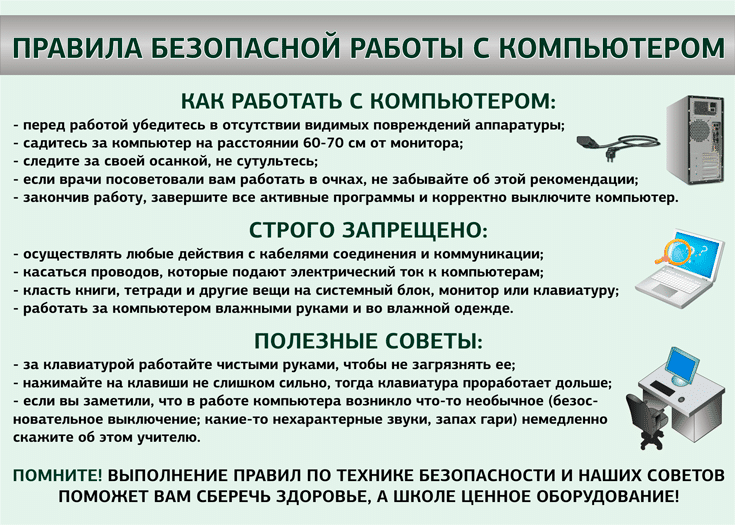 ПРАВИЛА БЕЗОПАСНОЙ РАБОТЫ С КОМПЬЮТЕРОМ
КАК РАБОТАТЬ С КОМПЬЮТЕРОМ:
- перед работой убедитесь в отсутствии видимых повреждений аппаратуры;
- садитесь за компьютер на расстоянии 60-70 см от монитора;
- следите за своей осанкой, не сутультесь;
- если врачи посоветовали вам работать в очках, не забывайте об этой рекомендации;
- закончив работу, завершите все активные программы и корректно выключите компьютер.
СТРОГО ЗАПРЕЩЕНО:
- осуществлять любые действия с кабелями соединения и коммуникации;
- касаться проводов, которые подают электрический ток к компьютерам;
- класть книги, тетради и другие вещи на системный блок, монитор или клавиатуру;
- работать за компьютером влажными руками и во влажной одежде.
ПОЛЕЗНЫЕ СОВЕТЫ:
- за клавиатурой работайте чистыми руками, чтобы не загрязнять ее;
- нажимайте на клавиши не слишком сильно, тогда клавиатура проработает дольше;
- если вы заметили, что в работе компьютера возникло что-то необычное (безос-
новательное выключение; какие-то нехарактерные звуки, запах гари) немедленно
скажите об этом учителю.
ПОМНИТЕ! ВЫПОЛНЕНИЕ ПРАВИЛ ПО ТЕХНИКЕ БЕЗОПАСНОСТИ И НАШИХ СОВЕТОВ
ПОМОЖЕТ ВАМ СБЕРЕЧЬ ЗДОРОВЬЕ, А ШКОЛЕ ЦЕННОЕ ОБОРУДОВАНИЕ!